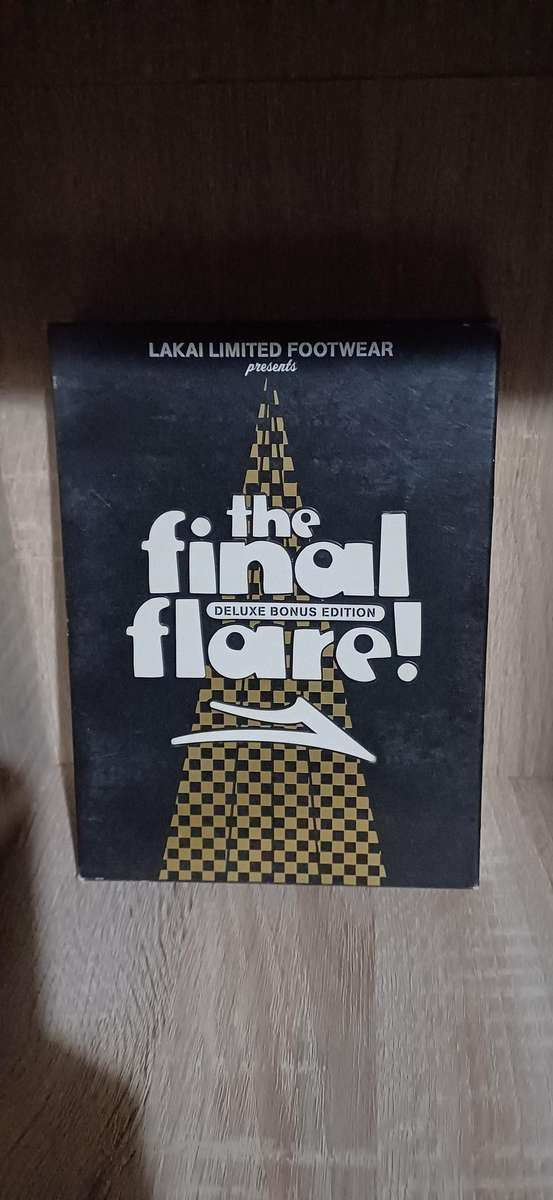 LAKAI LIMITED FOOTWEAR
presents
the
final
DELUXE BONUS EDITION
flare!